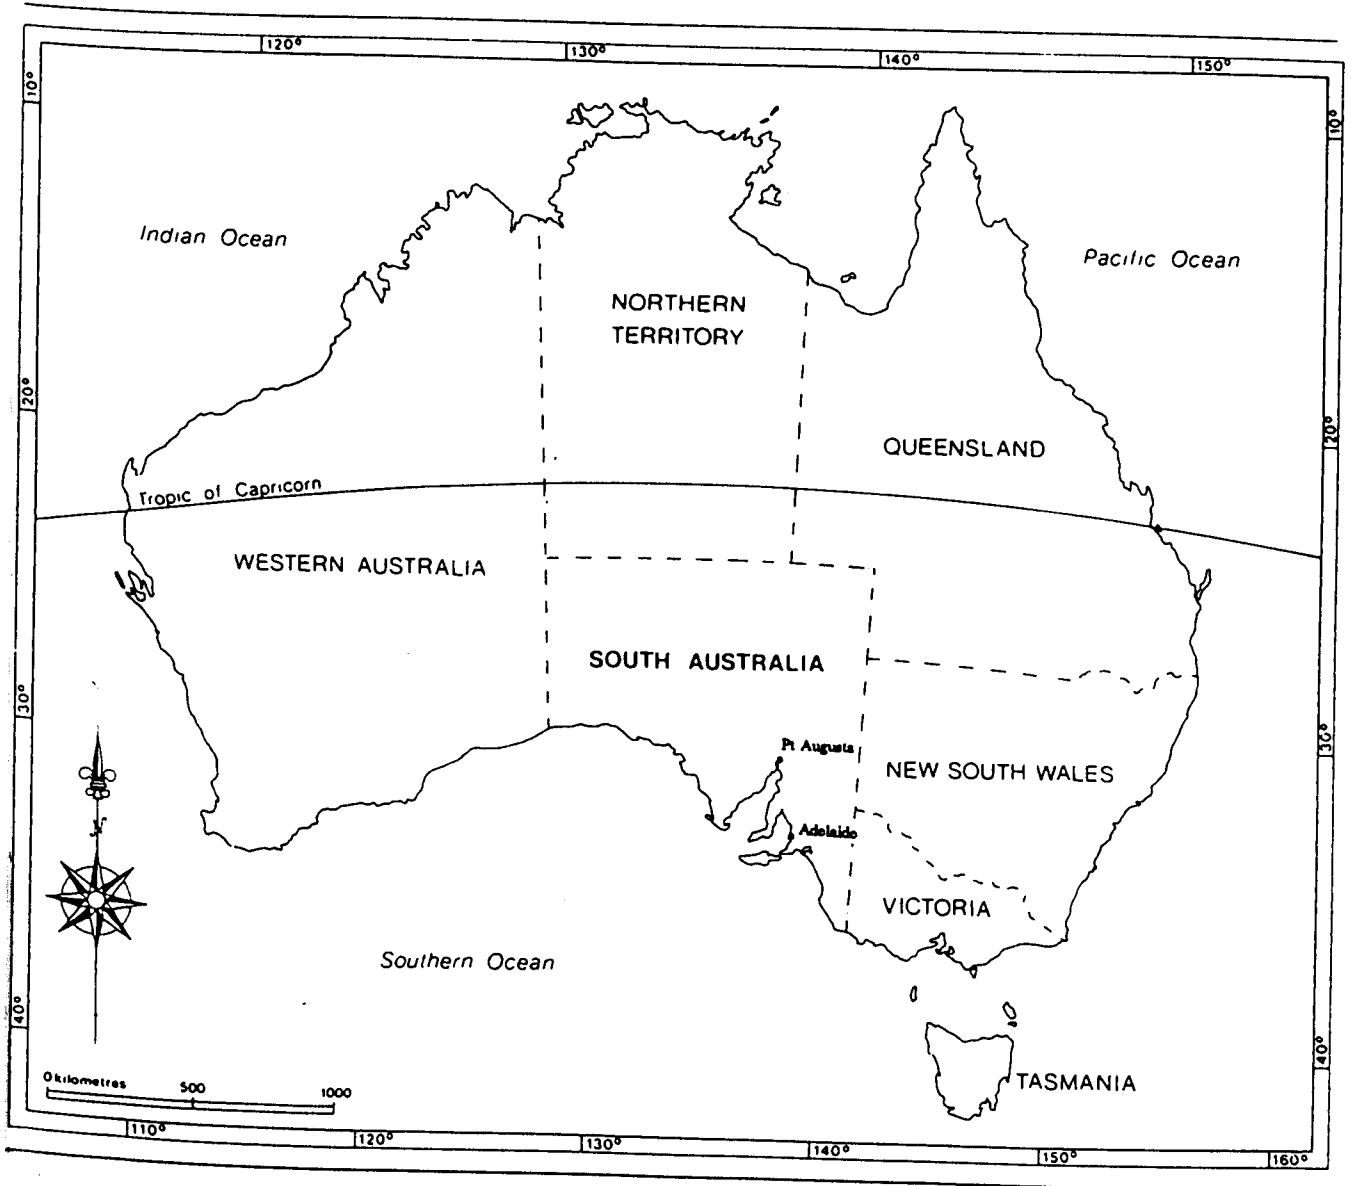 120°
130°
140°
150°
10°
10°
Indian Ocean
Pacific Ocean
NORTHERN
TERRITORY
20°
20°
QUEENSLAND
Tropic of Capricorn
WESTERN AUSTRALIA
SOUTH AUSTRALIA
30°
30°
Pt Augusta
NEW SOUTH WALES
N
Adelaide
VICTORIA
Southern Ocean
40°
40°
TASMANIA
0 kilometres 500 1000
110°
120°
130°
140°
150°
160°